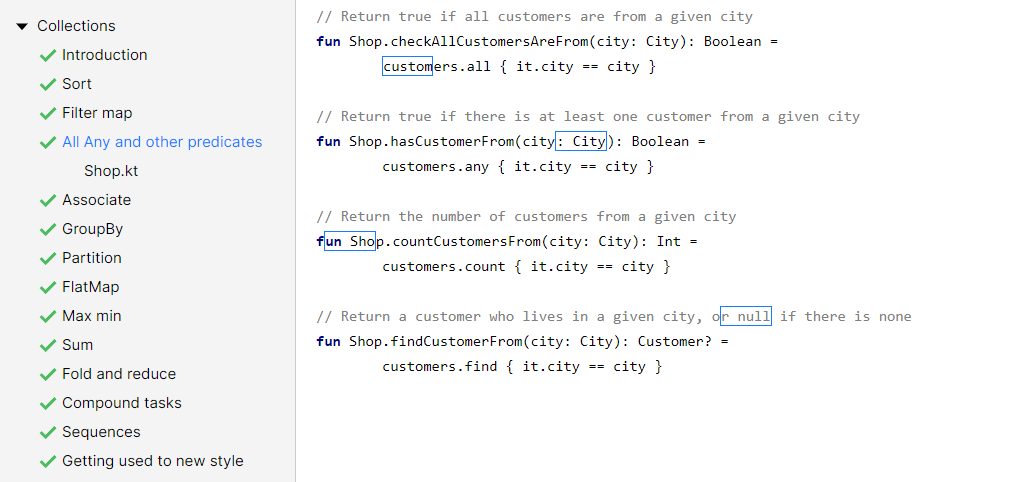 Collections
Introduction
Sort
Filter map
All Any and other predicates
Shop.kt
Associate
GroupBy
Partition
FlatMap
Max min
Sum
Fold and reduce
Compound tasks
Sequences
Getting used to new style
// Return true if all customers are from a given city
fun Shop.checkAllCustomersAreFrom(city: City): Boolean =
customers.all { it.city == city }
// Return true if there is at least one customer from a given city
fun Shop.hasCustomerFrom(city: City): Boolean =
customers.any { it.city == city }
// Return the number of customers from a given city
fun Shop.countCustomersFrom(city: City): Int =
customers.count { it.city == city }
// Return a customer who lives in a given city, or null if there is none
fun Shop.findCustomerFrom(city: City): Customer? =
customers.find { it.city == city }